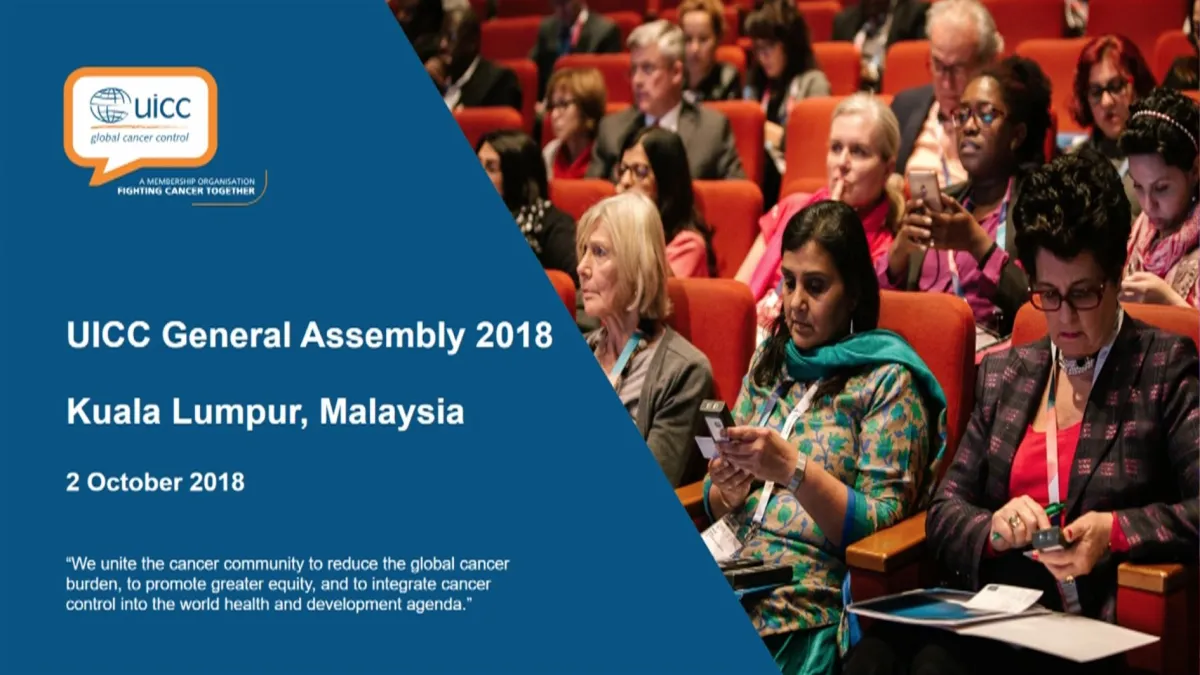 uicc
global cancer control
A MEMBERSHIP ORGANISATION
FIGHTING CANCER TOGETHER
UICC General Assembly 2018
Kuala Lumpur, Malaysia
2 October 2018
“We unite the cancer community to reduce the global cancer
burden, to promote greater equity, and to integrate cancer
control into the world health and development agenda.”